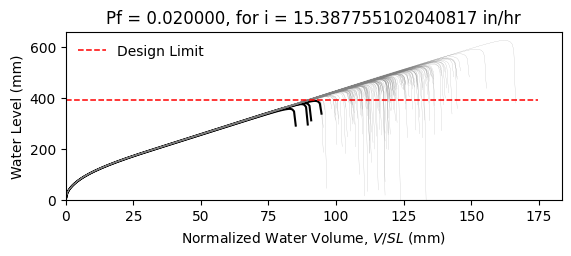 Pf = 0.020000, for i = 15.387755102040817 in/hr
Design Limit
Water Level (mm)
600
400
200
0
0 25 50 75 100 125 150 175
Normalized Water Volume, V/SL (mm)